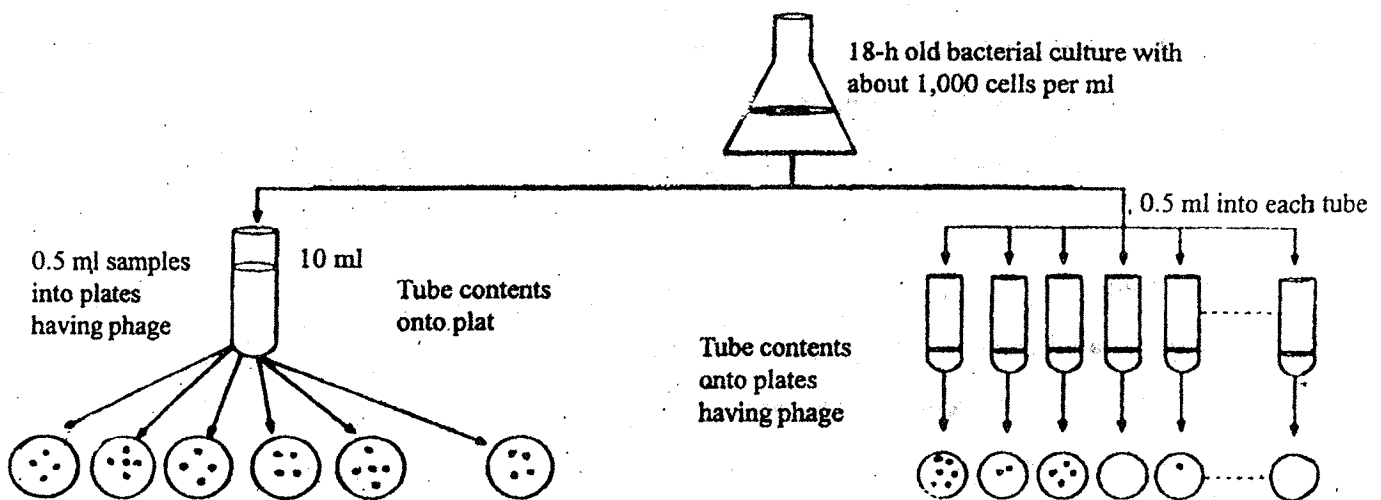 18-h old bacterial culture with
about 1,000 cells per ml
0.5 ml into each tube
0.5 ml samples
into plates
having phage
10 ml
Tube contents
onto plat
Tube contents
onto plates
having phage